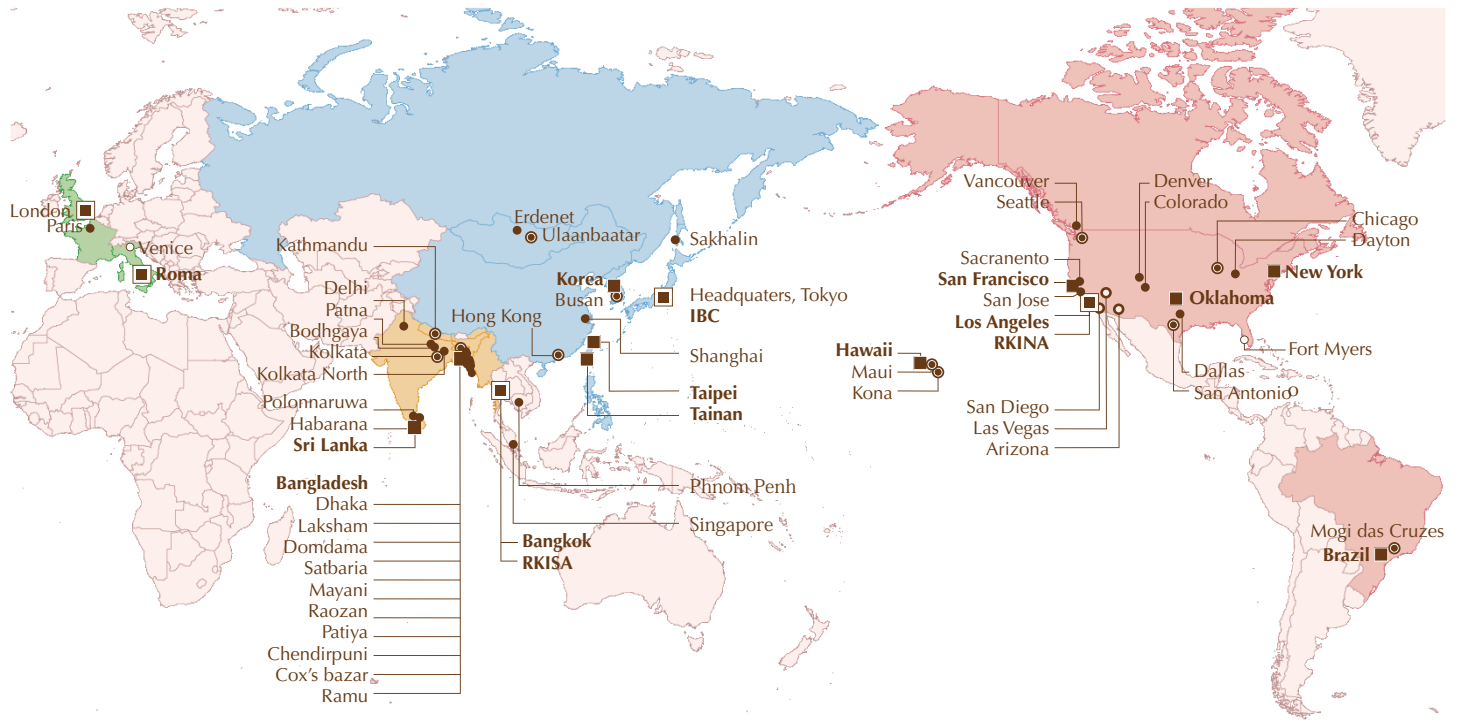 London
Paris
Venice
Roma
Kathmandu
Delhi
Patna
Bodhgaya
Kolkata
Kolkata North
Polonnaruwa
Habarana
Sri Lanka
Bangladesh
Dhaka
Laksham
Domdama
Satbaria
Mayani
Raozan
Patiya
Chendirpuni
Cox's bazar
Ramu
Erdenet
Ulaanbaatar
Sakhalin
Korea
Busan
Hong Kong
Headquaters, Tokyo
IBC
Shanghai
Taipei
Tainan
Phnom Penh
Singapore
Bangkok
RKISA
Hawaii
Maui
Kona
Vancouver
Seattle
Sacranento
San Francisco
San Jose
Los Angeles
RKINA
San Diego
Las Vegas
Arizona
Denver
Colorado
Chicago
Dayton
New York
Oklahoma
Fort Myers
Dallas
San Antonio
Mogi das Cruzes
Brazil